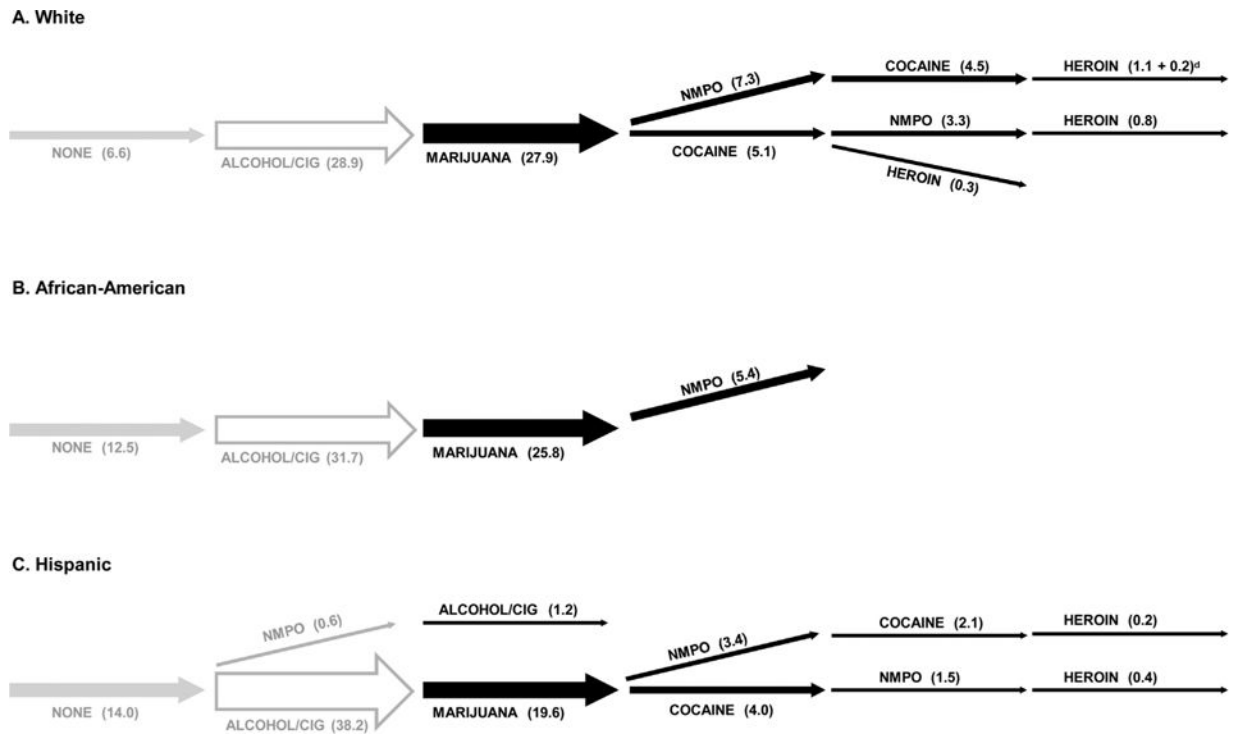 A. White
NONE (6.6)
ALCOHOL/CIG (28.9)
MARIJUANA (27.9)
NMPO (7.3)
COCAINE (4.5)
HEROIN (1.1 + 0.2)ᵈ
COCAINE (5.1)
NMPO (3.3)
HEROIN (0.8)
HEROIN (0.3)
B. African-American
NONE (12.5)
ALCOHOL/CIG (31.7)
MARIJUANA (25.8)
NMPO (5.4)
C. Hispanic
NONE (14.0)
NMPO (0.6)
ALCOHOL/CIG (1.2)
ALCOHOL/CIG (38.2)
MARIJUANA (19.6)
NMPO (3.4)
COCAINE (2.1)
HEROIN (0.2)
COCAINE (4.0)
NMPO (1.5)
HEROIN (0.4)